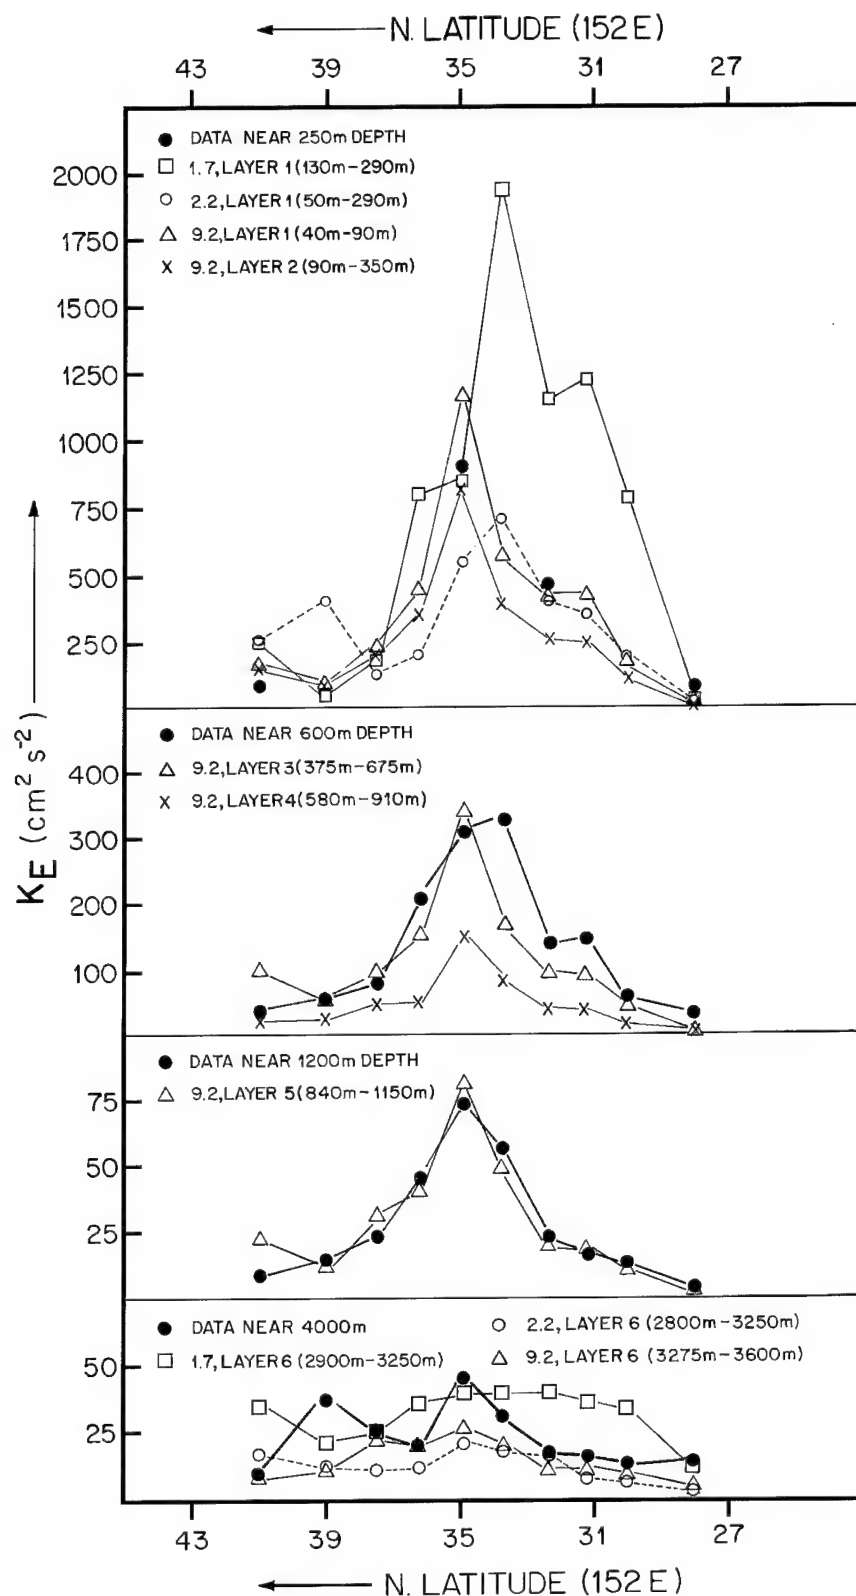 N. LATITUDE (152E)
43 39 35 31 27
DATA NEAR 250m DEPTH
1.7, LAYER 1 (130m-290m)
2.2, LAYER 1 (50m-290m)
9.2, LAYER 1 (40m-90m)
9.2, LAYER 2 (90m-350m)
2000
1750
1500
1250
1000
750
500
250
KE (cm2 s-2)
DATA NEAR 600m DEPTH
9.2, LAYER 3 (375m-675m)
9.2, LAYER 4 (580m-910m)
400
300
200
100
DATA NEAR 1200m DEPTH
9.2, LAYER 5 (840m-1150m)
75
50
25
DATA NEAR 4000m
2.2, LAYER 6 (2800m-3250m)
1.7, LAYER 6 (2900m-3250m)
9.2, LAYER 6 (3275m-3600m)
50
25
43 39 35 31 27
N. LATITUDE (152 E)